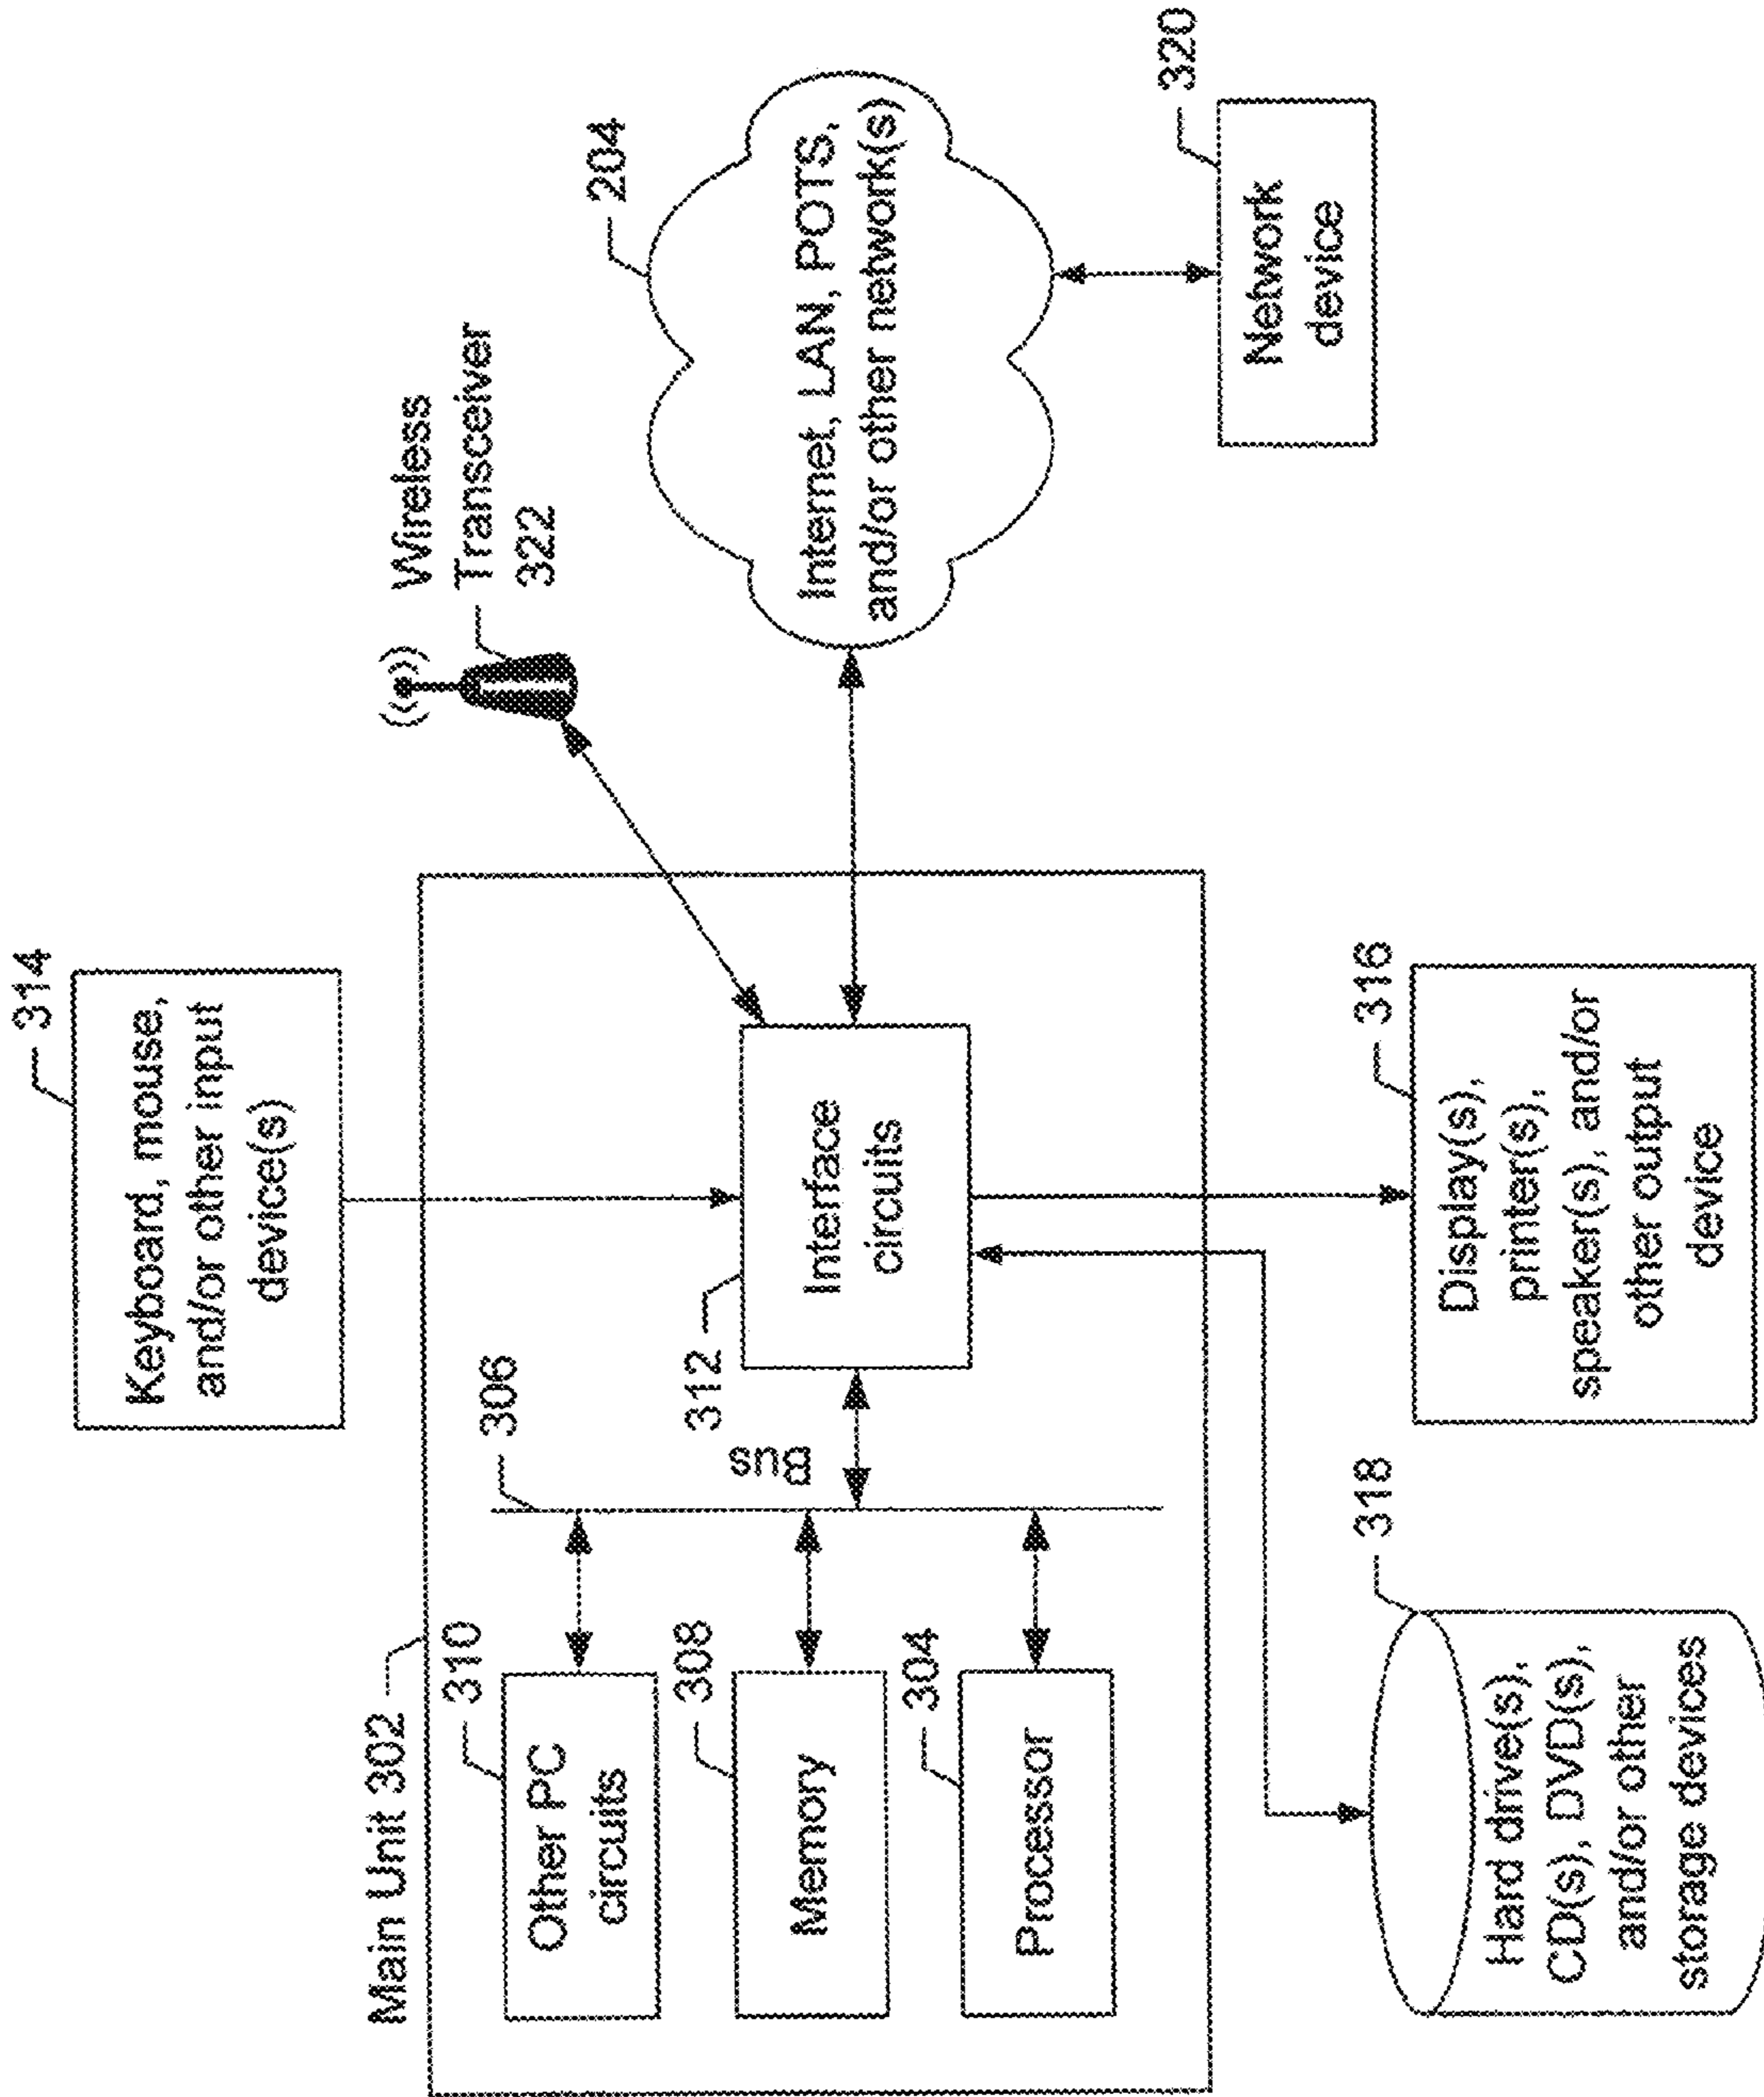 314
Keyboard, mouse,
and/or other input
device(s)
Wireless
Transceiver
322
Main Unit 302
310
Other PC
circuits
306
Bus
308
Memory
304
Processor
312
Interface
circuits
204
Internet, LAN, POTS,
and/or other network(s)
318
Hard drive(s),
CD(s), DVD(s),
and/or other
storage devices
316
Display(s),
printer(s),
speaker(s), and/or
other output
device
320
Network
device